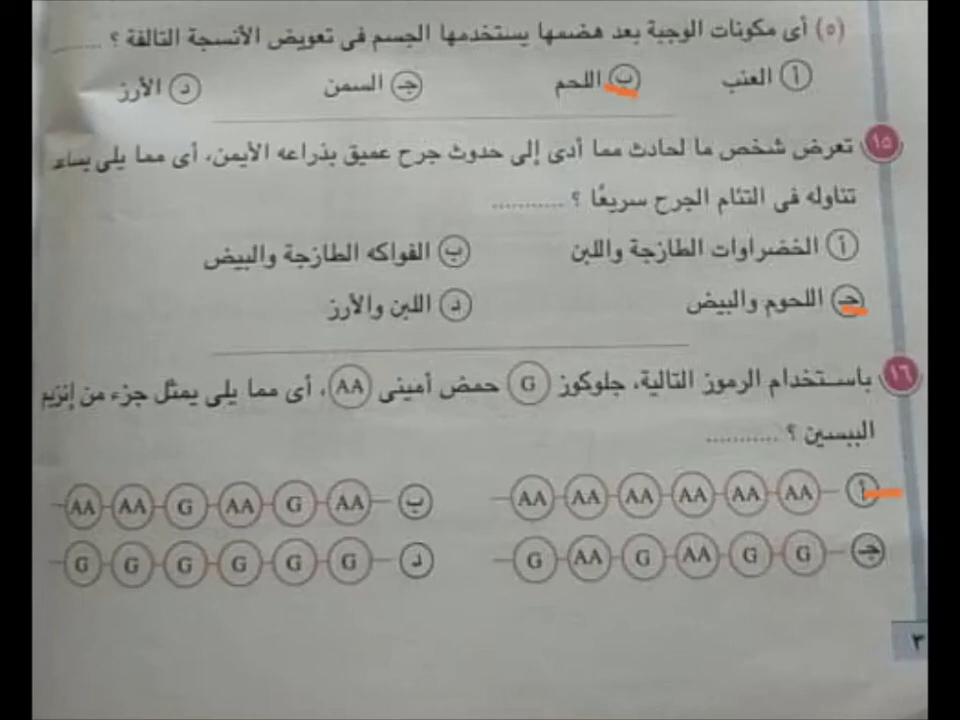 (٥) أى مكونات الوجبة بعد هضمها يستخدمها الجسم فى تعويض الأنسجة التالفة ؟ ..........
أ العنب ب اللحم جـ السمن د الأرز
١٥ تعرض شخص ما لحادث مما أدى إلى حدوث جرح عميق بذراعه الأيمن، أى مما يلى
تناوله فى التئام الجرح سريعًا ؟ ...........
أ الخضراوات الطازجة واللبن ب الفواكه الطازجة والبيض
جـ اللحوم والبيض د اللبن والأرز
١٦ باستخدام الرموز التالية، جلوكوز G حمض أمينى AA، أى مما يلى يمثل جزء من إنزيم
الببسين ؟ ...........
أ AA AA AA AA AA AA ب AA G AA G AA AA
جـ G G AA G AA G د G G G G G G
٣